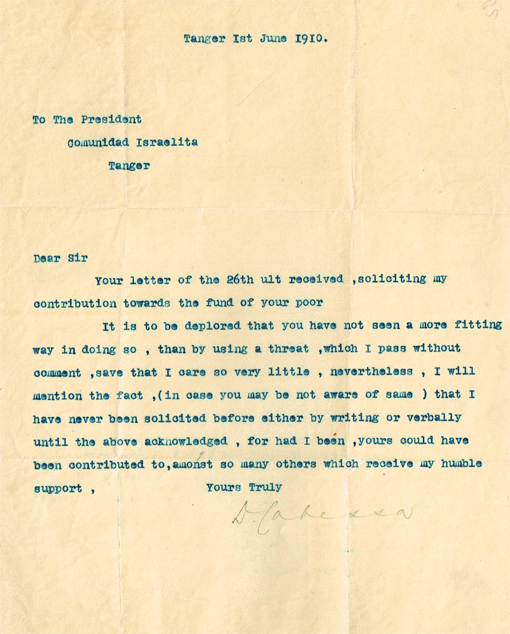 Tanger 1st June 1910.
To The President
Comunidad Israelita
Tanger
Dear Sir
Your letter of the 26th ult received ,soliciting my
contribution towards the fund of your poor
It is to be deplored that you have not seen a more fitting
way in doing so , than by using a threat ,which I pass without
comment ,save that I care so very little , nevertheless , I will
mention the fact ,(in case you may be not aware of same ) that I
have never been solicited before either by writing or verbally
until the above acknowledged , for had I been ,yours could have
been contributed to,amonst so many others which receive my humble
support , Yours Truly
D. Cabessa